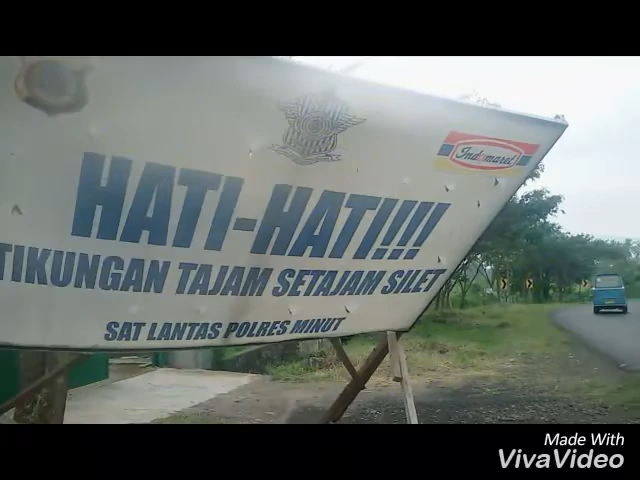 Indomaret
HATI-HATI!!!
TIKUNGAN TAJAM SETAJAM SILET
SAT LANTAS POLRES MINUT
Made With
VivaVideo